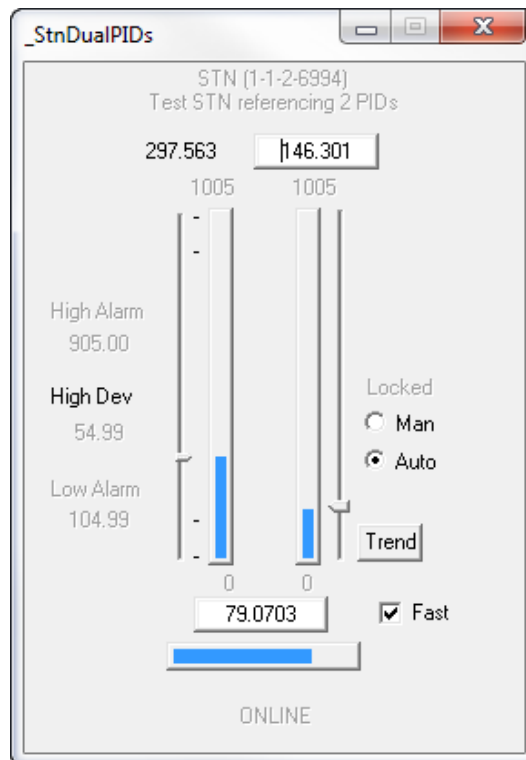 _StnDualPIDs
STN (1-1-2-6994)
Test STN referencing 2 PIDs
297.563 146.301
1005 1005
High Alarm
905.00
High Dev
54.99
Low Alarm
104.99
Locked
Man
Auto
Trend
0 0
79.0703
Fast
ONLINE